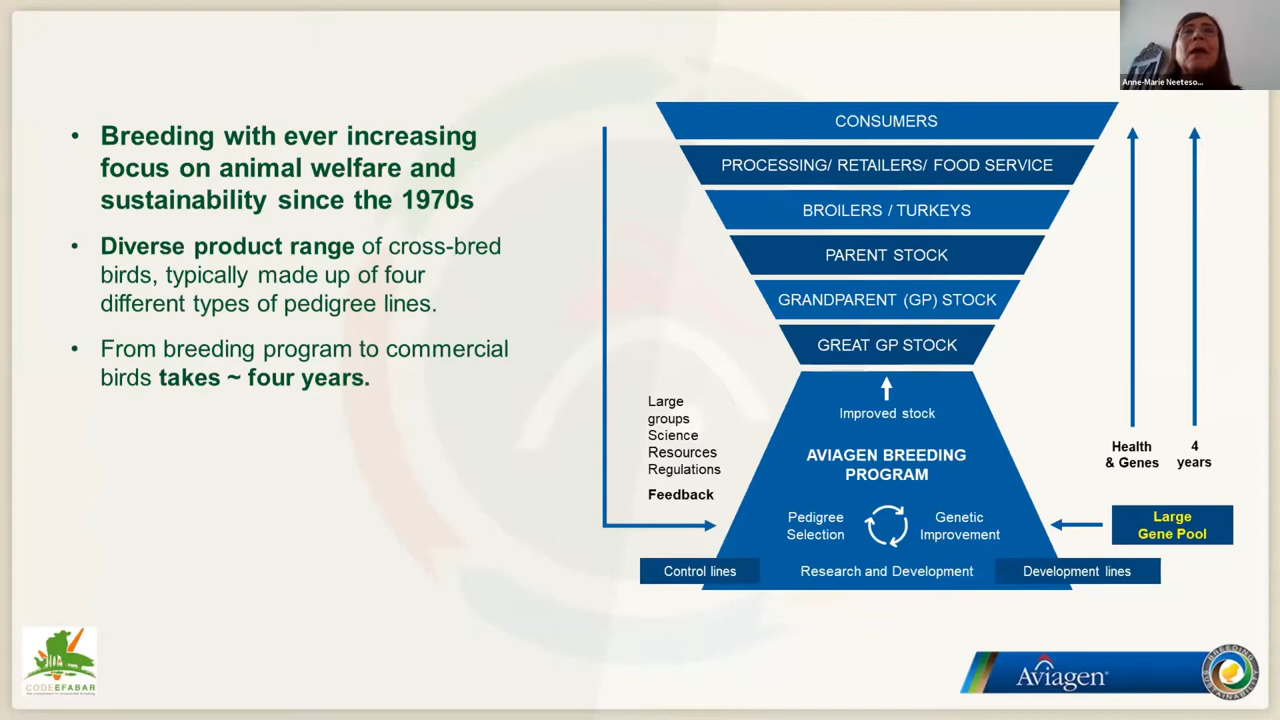 Anne-Marie Neeteso...
• Breeding with ever increasing
focus on animal welfare and
sustainability since the 1970s
• Diverse product range of cross-bred
birds, typically made up of four
different types of pedigree lines.
• From breeding program to commercial
birds takes ~ four years.
CONSUMERS
PROCESSING/ RETAILERS/ FOOD SERVICE
BROILERS / TURKEYS
PARENT STOCK
GRANDPARENT (GP) STOCK
GREAT GP STOCK
Improved stock
AVIAGEN BREEDING
PROGRAM
Pedigree
Selection
Genetic
Improvement
Control lines
Research and Development
Development lines
Large
groups
Science
Resources
Regulations
Feedback
Health
& Genes
4
years
Large
Gene Pool
CODEEFABAR
Aviagen®
BREEDING
SUSTAINABILITY